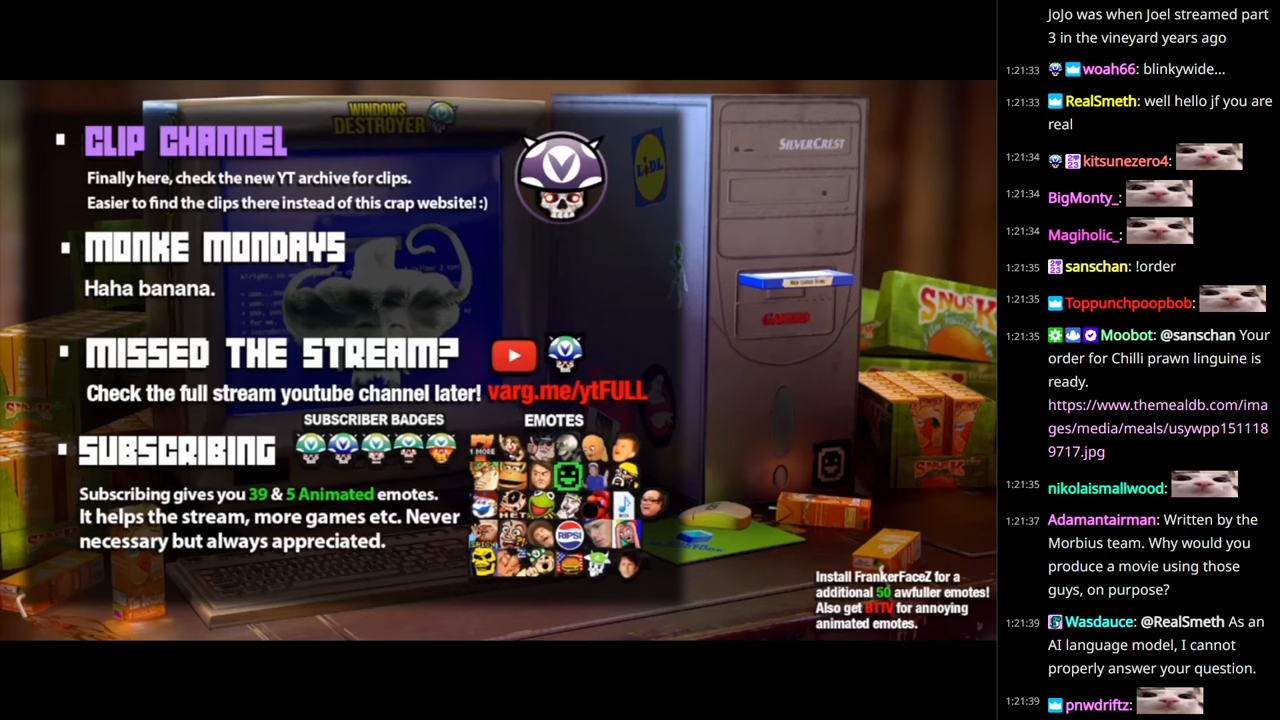 WINDOWS
DESTROYER
CLIP CHANNEL
Finally here, check the new YT archive for clips.
Easier to find the clips there instead of this crap website! :)
MONKE MONDAYS
Haha banana.
MISSED THE STREAM?
Check the full stream youtube channel later! varg.me/ytFULL
SUBSCRIBER BADGES
EMOTES
SUBSCRIBING
Subscribing gives you 39 & 5 Animated emotes.
It helps the stream, more games etc. Never
necessary but always appreciated.
RIPSI
LIDL
SILVERCREST
Install FrankerFaceZ for a
additional 50 awfuller emotes!
Also get BTTV for annoying
animated emotes.
JoJo was when Joel streamed part
3 in the vineyard years ago
1:21:33 woah66: blinkywide...
1:21:33 RealSmeth: well hello jf you are
real
1:21:34 kitsunezero4:
1:21:34 BigMonty_:
1:21:34 Magiholic_:
1:21:35 sanschan: !order
1:21:35 Toppunchpoopbob:
1:21:35 Moobot: @sanschan Your
order for Chilli prawn linguine is
ready.
https://www.themealdb.com/ima
ges/media/meals/usywpp151118
9717.jpg
1:21:35 nikolaismallwood:
1:21:37 Adamantairman: Written by the
Morbius team. Why would you
produce a movie using those
guys, on purpose?
1:21:39 Wasdauce: @RealSmeth As an
AI language model, I cannot
properly answer your question.
1:21:39 pnwdriftz: